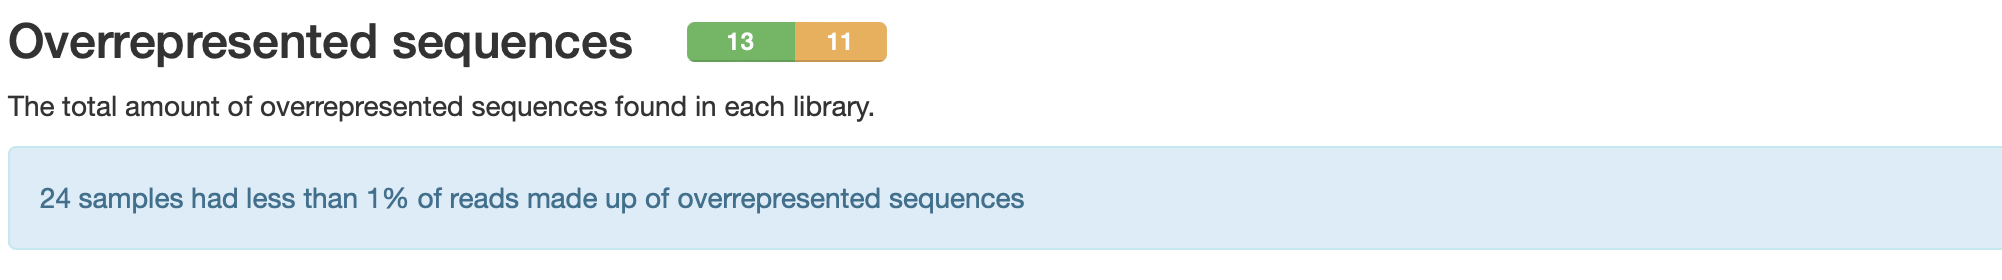 Overrepresented sequences 13 11
The total amount of overrepresented sequences found in each library.
24 samples had less than 1% of reads made up of overrepresented sequences